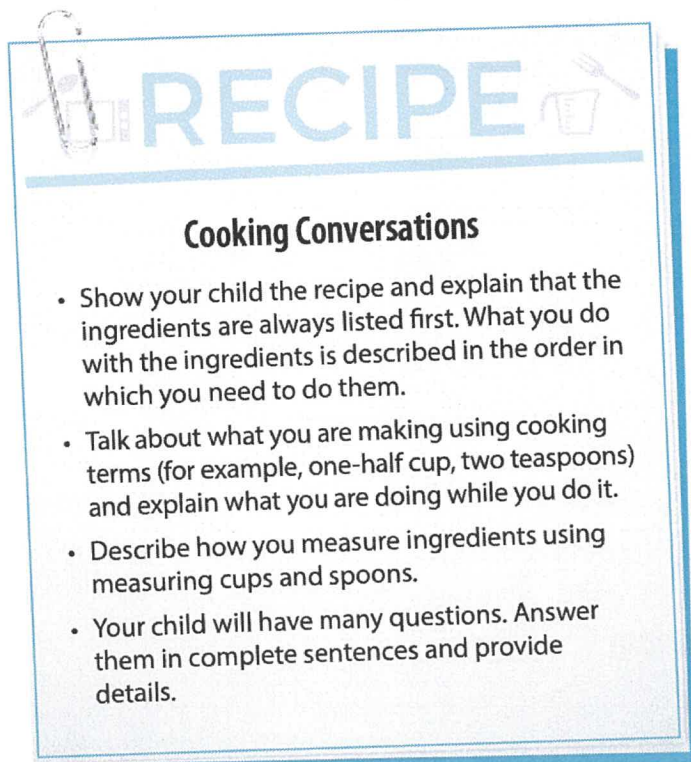 RECIPE
Cooking Conversations
• Show your child the recipe and explain that the
ingredients are always listed first. What you do
with the ingredients is described in the order in
which you need to do them.
• Talk about what you are making using cooking
terms (for example, one-half cup, two teaspoons)
and explain what you are doing while you do it.
• Describe how you measure ingredients using
measuring cups and spoons.
• Your child will have many questions. Answer
them in complete sentences and provide
details.